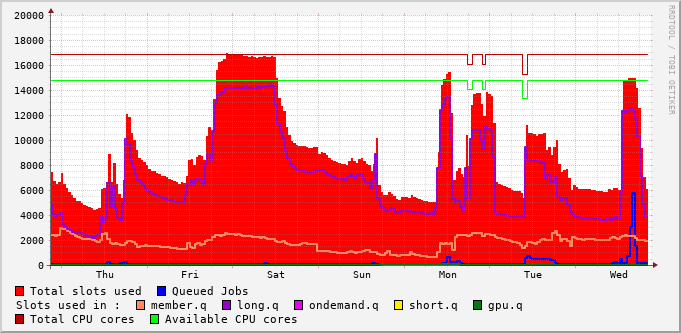 RRDTOOL / TOBI OETIKER
20000
18000
16000
14000
12000
10000
8000
6000
4000
2000
0
Thu Fri Sat Sun Mon Tue Wed
Total slots used Queued Jobs
Slots used in : member.q long.q ondemand.q short.q gpu.q
Total CPU cores Available CPU cores